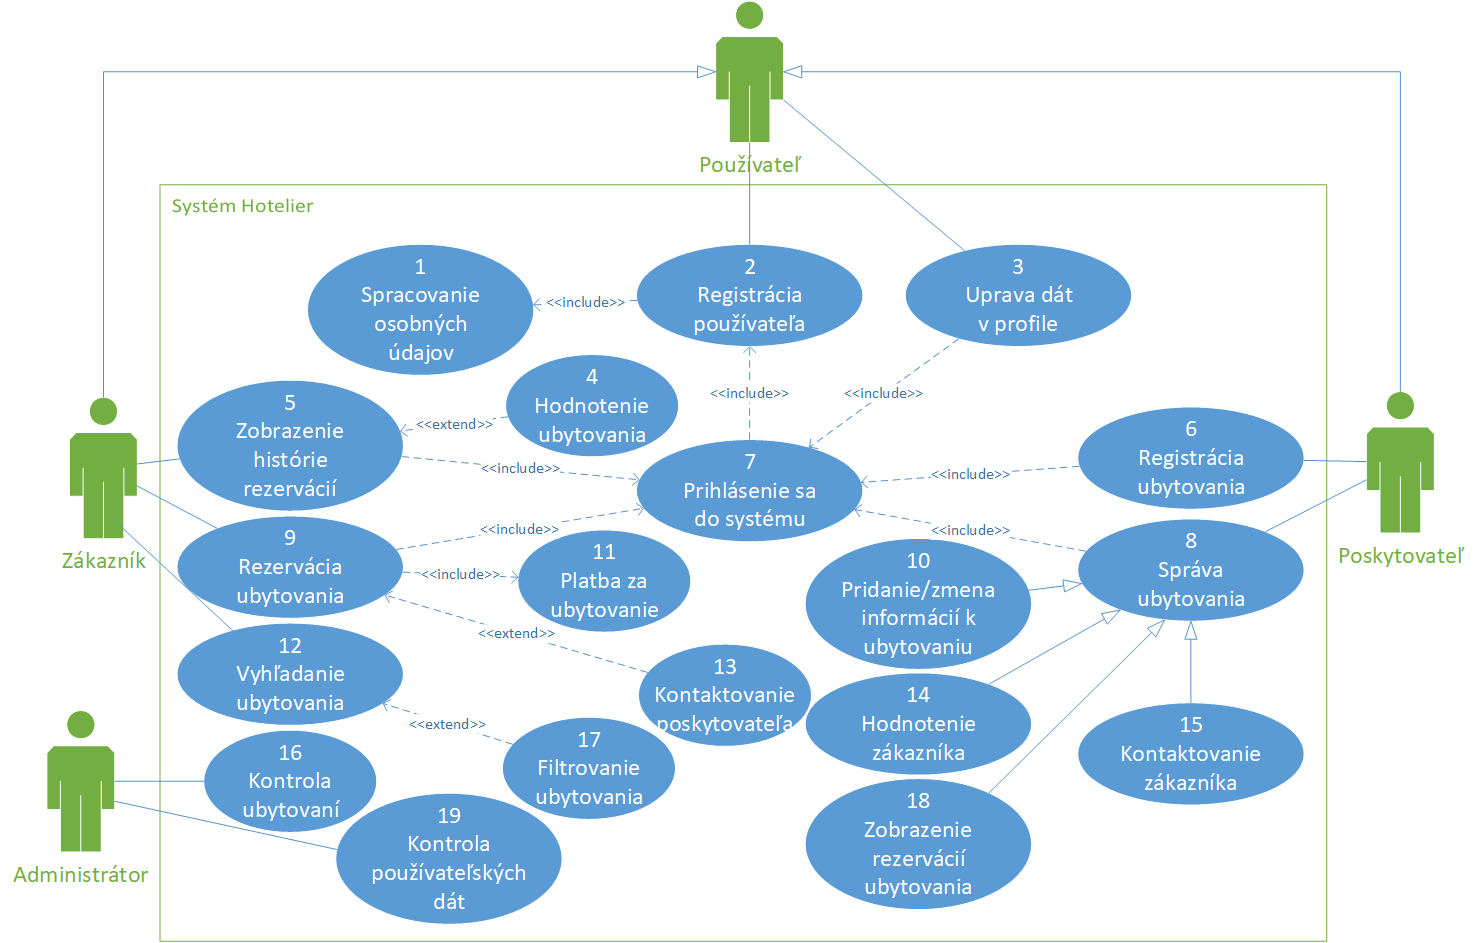 Používateľ
Systém Hotelier
1
Spracovanie
osobných
údajov
<<include>>
2
Registrácia
používateľa
3
Uprava dát
v profile
<<include>>
<<include>>
4
Hodnotenie
ubytovania
<<extend>>
5
Zobrazenie
histórie
rezervácií
<<include>>
6
Registrácia
ubytovania
<<include>>
7
Prihlásenie sa
do systému
Zákazník
Poskytovateľ
<<include>>
<<include>>
8
Správa
ubytovania
9
Rezervácia
ubytovania
<<include>>
10
Pridanie/zmena
informácií k
ubytovaniu
11
Platba za
ubytovanie
<<extend>>
12
Vyhľadanie
ubytovania
13
Kontaktovanie
poskytovateľa
14
Hodnotenie
zákazníka
15
Kontaktovanie
zákazníka
<<extend>>
16
Kontrola
ubytovaní
17
Filtrovanie
ubytovania
18
Zobrazenie
rezervácií
ubytovania
19
Kontrola
používateľských
dát
Administrátor